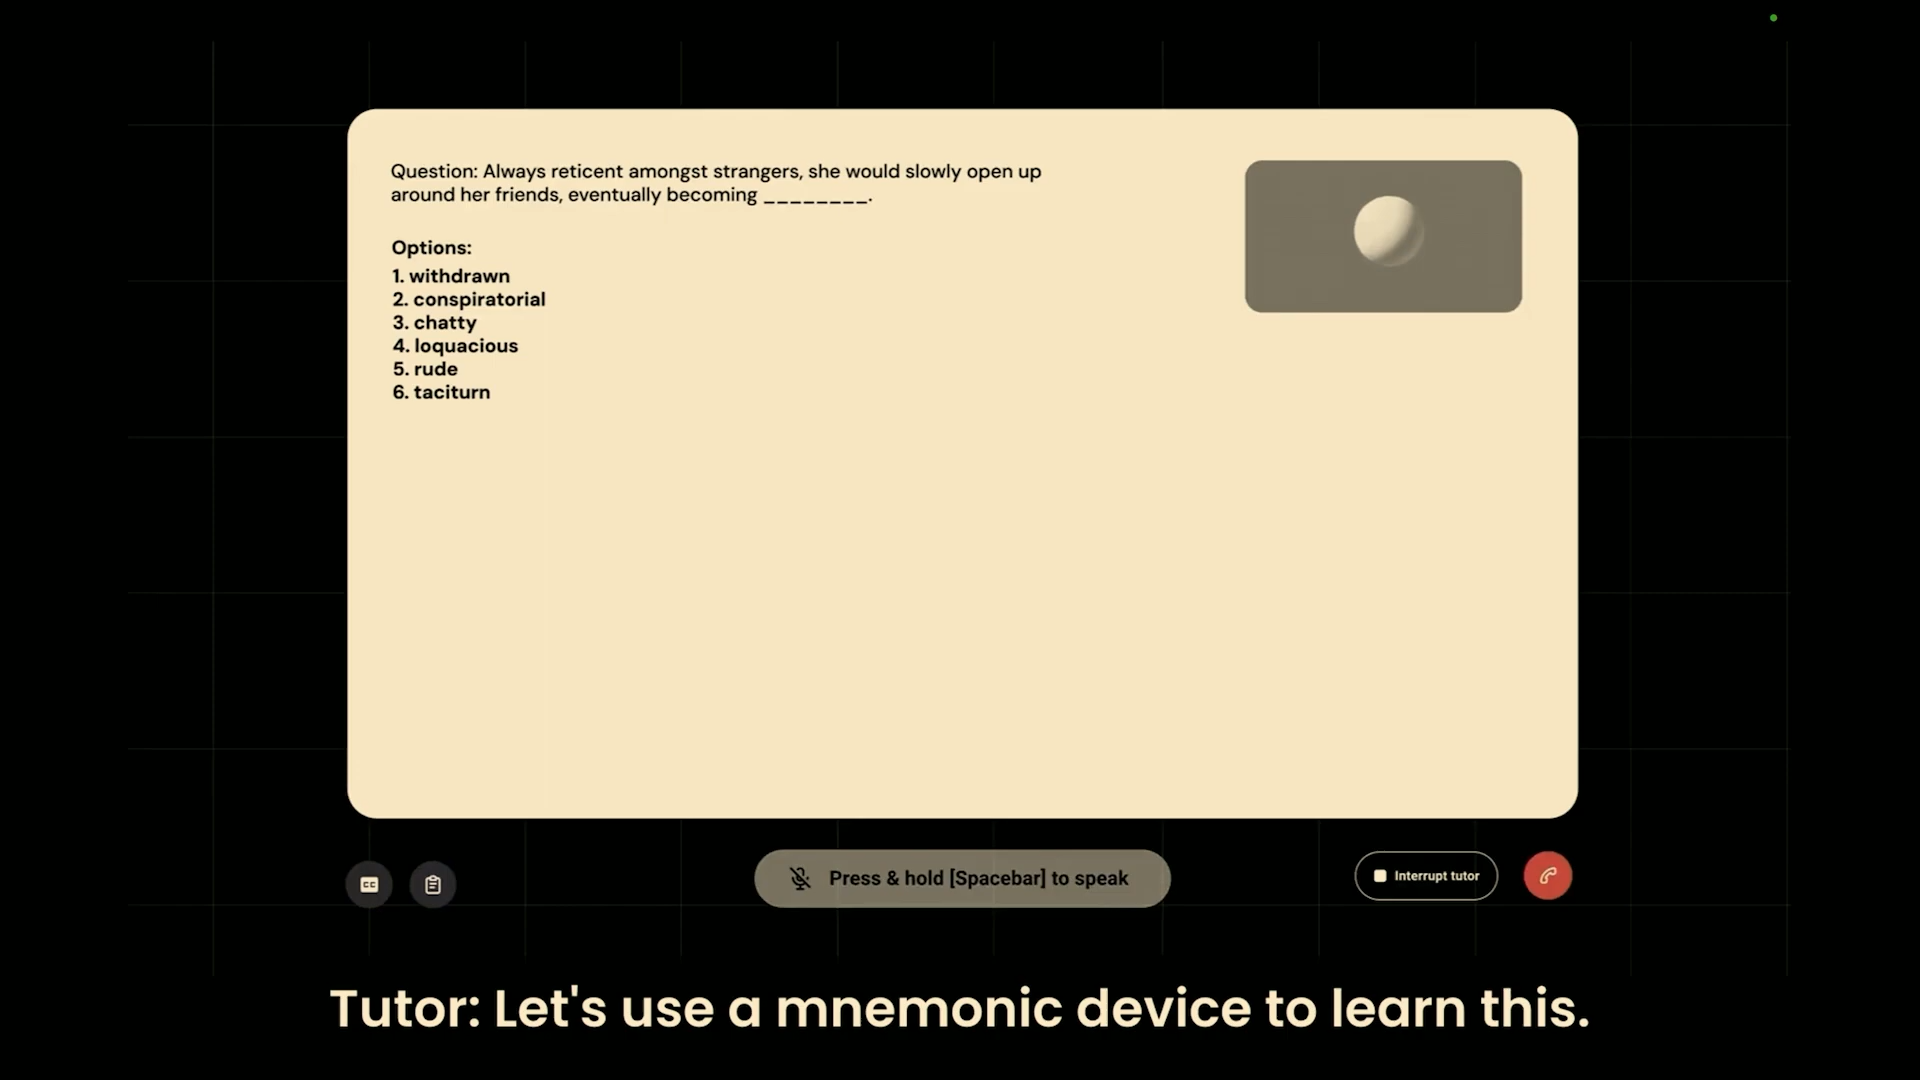 Question: Always reticent amongst strangers, she would slowly open up
around her friends, eventually becoming ________.
Options:
1. withdrawn
2. conspiratorial
3. chatty
4. loquacious
5. rude
6. taciturn
CC
Press & hold [Spacebar] to speak
Interrupt tutor
Tutor: Let's use a mnemonic device to learn this.